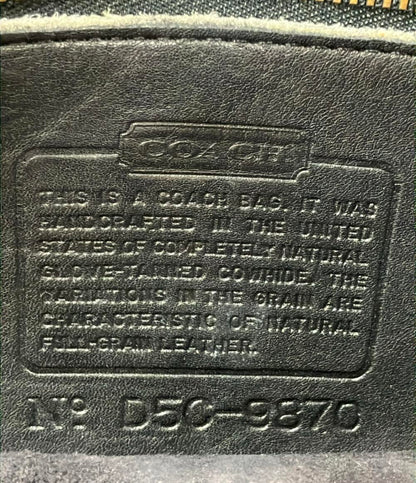 COACH
THIS IS A COACH BAG. IT WAS
HANDCRAFTED IN THE UNITED
STATES OF COMPLETELY NATURAL
GLOVE-TANNED COWHIDE. THE
VARIATIONS IN THE GRAIN ARE
CHARACTERISTIC OF NATURAL
FULL-GRAIN LEATHER.
Nº D5C-9870